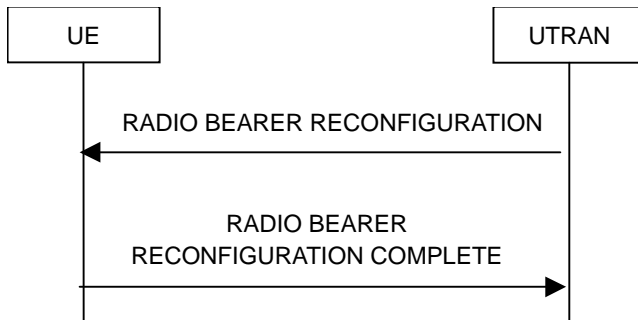 UE
UTRAN
RADIO BEARER RECONFIGURATION
RADIO BEARER
RECONFIGURATION COMPLETE